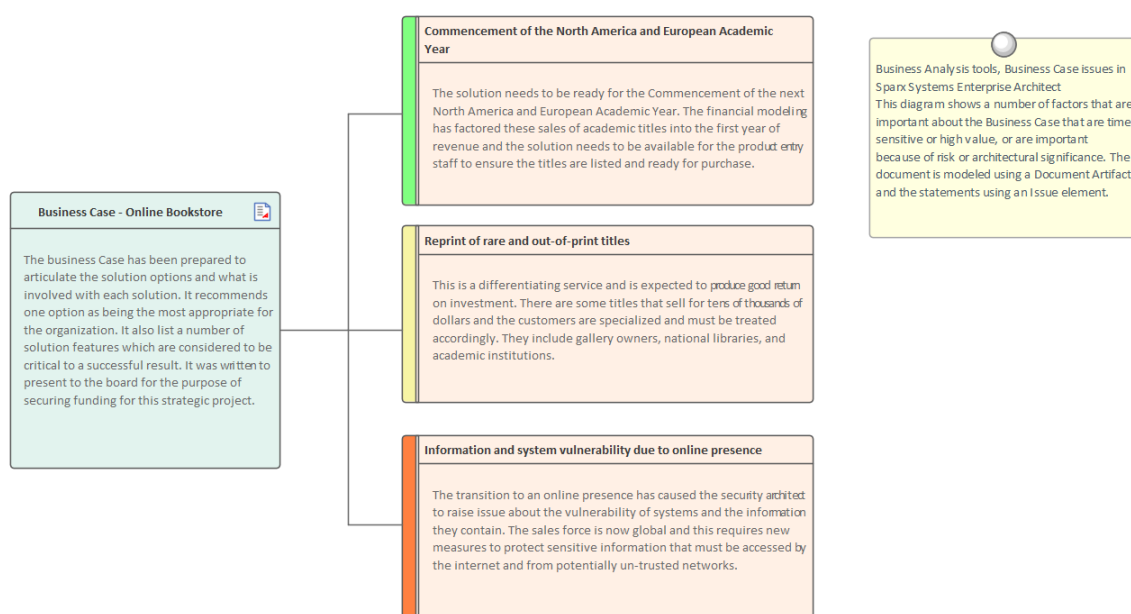 Commencement of the North America and European Academic
Year
The solution needs to be ready for the Commencement of the next
North America and European Academic Year. The financial modeling
has factored these sales of academic titles into the first year of
revenue and the solution needs to be available for the product entry
staff to ensure the titles are listed and ready for purchase.
Business Analysis tools, Business Case issues in
Sparx Systems Enterprise Architect
This diagram shows a number of factors that are
important about the Business Case that are time
sensitive or high value, or are important
because of risk or architectural significance. The
document is modeled using a Document Artifact
and the statements using an Issue element.
Business Case - Online Bookstore
The business Case has been prepared to
articulate the solution options and what is
involved with each solution. It recommends
one option as being the most appropriate for
the organization. It also list a number of
solution features which are considered to be
critical to a successful result. It was written to
present to the board for the purpose of
securing funding for this strategic project.
Reprint of rare and out-of-print titles
This is a differentiating service and is expected to produce good return
on investment. There are some titles that sell for tens of thousands of
dollars and the customers are specialized and must be treated
accordingly. They include gallery owners, national libraries, and
academic institutions.
Information and system vulnerability due to online presence
The transition to an online presence has caused the security architect
to raise issue about the vulnerability of systems and the information
they contain. The sales force is now global and this requires new
measures to protect sensitive information that must be accessed by
the internet and from potentially un-trusted networks.